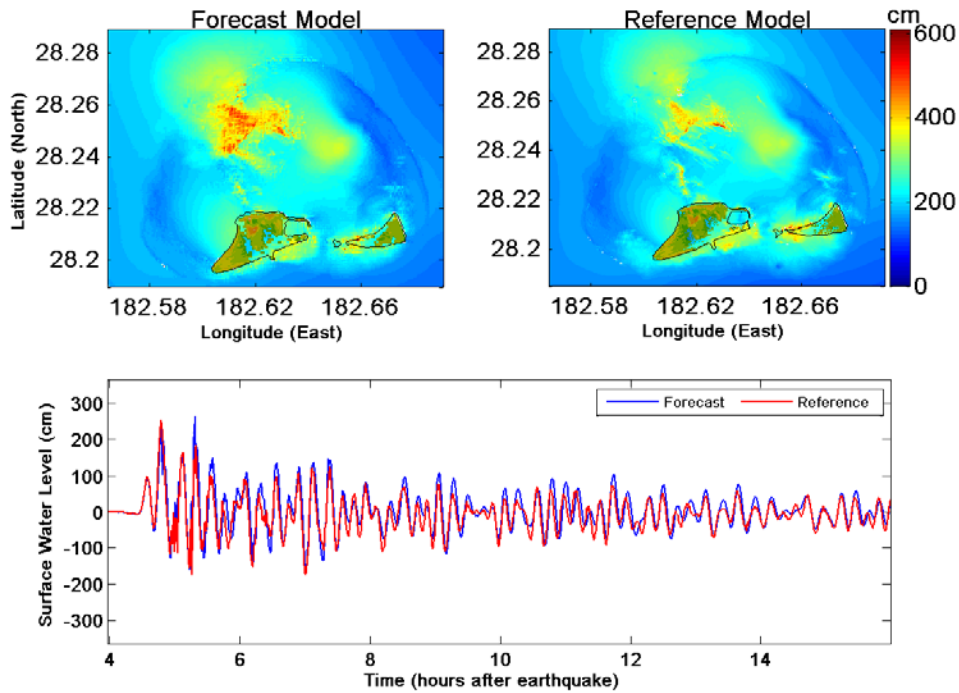 Forecast Model
Reference Model
cm
Latitude (North)
28.28
28.26
28.24
28.22
28.2
182.58 182.62 182.66
Longitude (East)
28.28
28.26
28.24
28.22
28.2
182.58 182.62 182.66
Longitude (East)
600
400
200
0
Surface Water Level (cm)
300
200
100
0
-100
-200
-300
Forecast
Reference
4 6 8 10 12 14
Time (hours after earthquake)